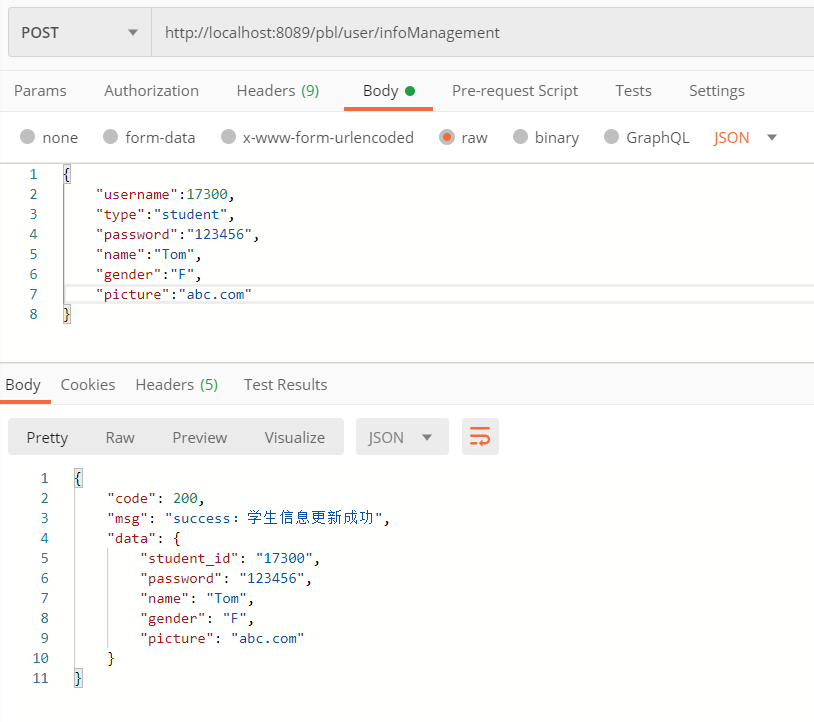 POST http://localhost:8089/pbl/user/infoManagement
Params Authorization Headers (9) Body Pre-request Script Tests Settings
none form-data x-www-form-urlencoded raw binary GraphQL JSON
1 {
2 "username":17300,
3 "type":"student",
4 "password":"123456",
5 "name":"Tom",
6 "gender":"F",
7 "picture":"abc.com"
8 }
Body Cookies Headers (5) Test Results
Pretty Raw Preview Visualize JSON
1 {
2 "code": 200,
3 "msg": "success：学生信息更新成功",
4 "data": {
5 "student_id": "17300",
6 "password": "123456",
7 "name": "Tom",
8 "gender": "F",
9 "picture": "abc.com"
10 }
11 }